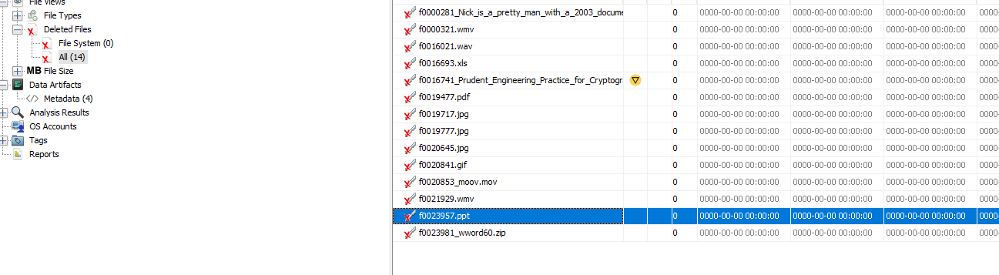 File Views
File Types
Deleted Files
File System (0)
All (14)
MB File Size
Data Artifacts
Metadata (4)
Analysis Results
OS Accounts
Tags
Reports
f0000281_Nick_is_a_pretty_man_with_a_2003_docume 0 0000-00-00 00:00:00 0000-00-00 00:00:00 0000-00-00 00:00:00 0000-
f0000321.wmv 0 0000-00-00 00:00:00 0000-00-00 00:00:00 0000-00-00 00:00:00 0000-
f0016021.wav 0 0000-00-00 00:00:00 0000-00-00 00:00:00 0000-00-00 00:00:00 0000-
f0016693.xls 0 0000-00-00 00:00:00 0000-00-00 00:00:00 0000-00-00 00:00:00 0000-
f0016741_Prudent_Engineering_Practice_for_Cryptogr 0 0000-00-00 00:00:00 0000-00-00 00:00:00 0000-00-00 00:00:00 0000-
f0019477.pdf 0 0000-00-00 00:00:00 0000-00-00 00:00:00 0000-00-00 00:00:00 0000-
f0019717.jpg 0 0000-00-00 00:00:00 0000-00-00 00:00:00 0000-00-00 00:00:00 0000-
f0019777.jpg 0 0000-00-00 00:00:00 0000-00-00 00:00:00 0000-00-00 00:00:00 0000-
f0020645.jpg 0 0000-00-00 00:00:00 0000-00-00 00:00:00 0000-00-00 00:00:00 0000-
f0020841.gif 0 0000-00-00 00:00:00 0000-00-00 00:00:00 0000-00-00 00:00:00 0000-
f0020853_moov.mov 0 0000-00-00 00:00:00 0000-00-00 00:00:00 0000-00-00 00:00:00 0000-
f0021929.wmv 0 0000-00-00 00:00:00 0000-00-00 00:00:00 0000-00-00 00:00:00 0000-
f0023957.ppt 0 0000-00-00 00:00:00 0000-00-00 00:00:00 0000-00-00 00:00:00 0000-
f0023981_wword60.zip 0 0000-00-00 00:00:00 0000-00-00 00:00:00 0000-00-00 00:00:00 0000-